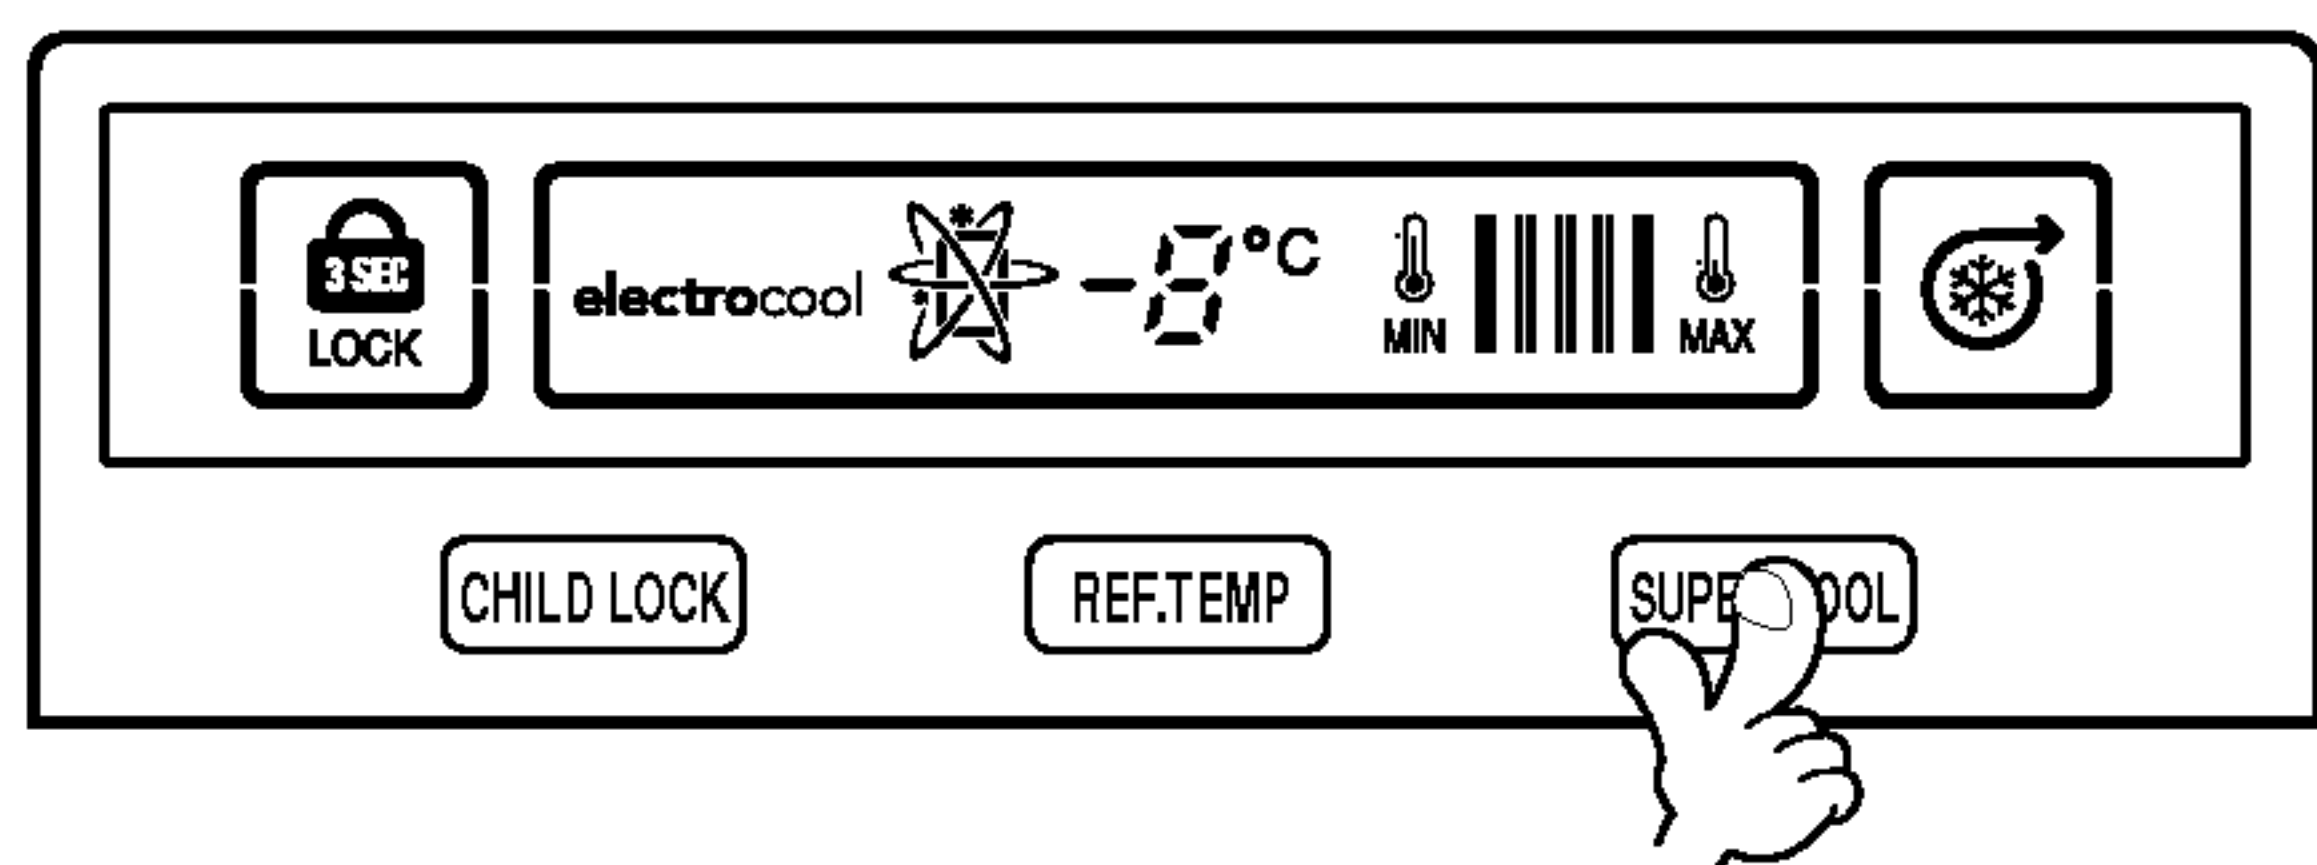 3 SEC
LOCK
electrocool
-8°C
MIN
MAX
CHILD LOCK
REF.TEMP